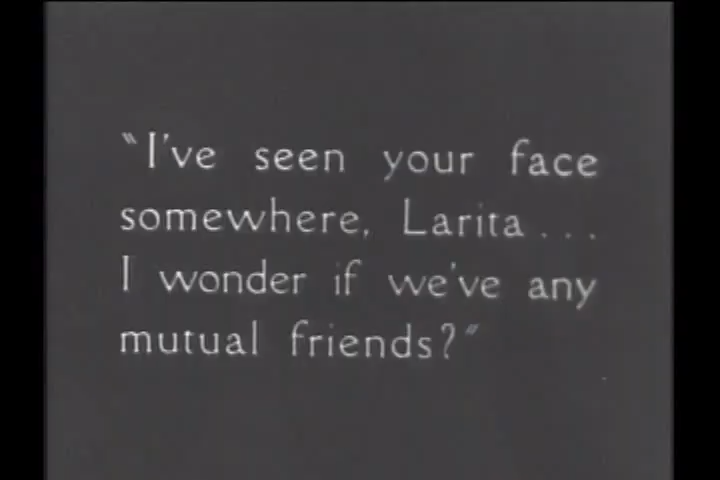 "I've seen your face
somewhere, Larita...
I wonder if we've any
mutual friends?"